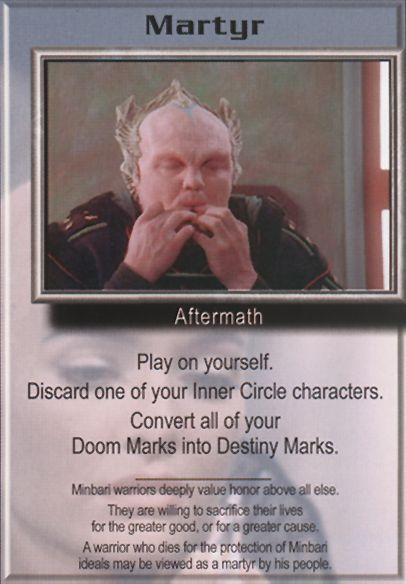 Martyr
Aftermath
Play on yourself.
Discard one of your Inner Circle characters.
Convert all of your
Doom Marks into Destiny Marks.
Minbari warriors deeply value honor above all else.
They are willing to sacrifice their lives
for the greater good, or for a greater cause.
A warrior who dies for the protection of Minbari
ideals may be viewed as a martyr by his people.